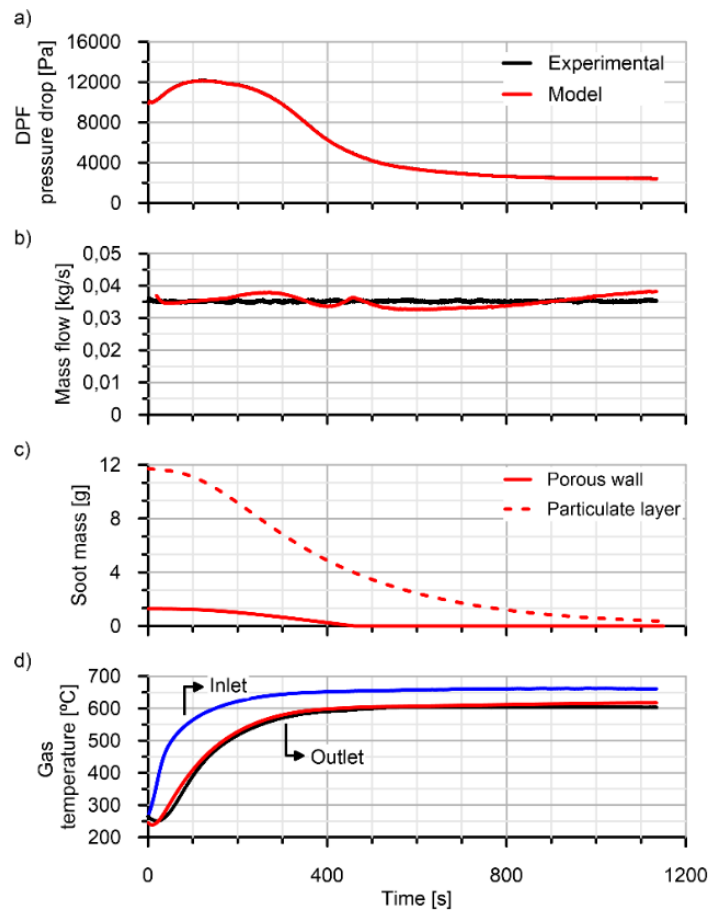 a)
DPF
pressure drop [Pa]
16000
12000
8000
4000
0
Experimental
Model
b)
Mass flow [kg/s]
0,05
0,04
0,03
0,02
0,01
0
c)
Soot mass [g]
12
8
4
0
Porous wall
Particulate layer
d)
Gas
temperature [ºC]
700
600
500
400
300
200
Inlet
Outlet
0 400 800 1200
Time [s]